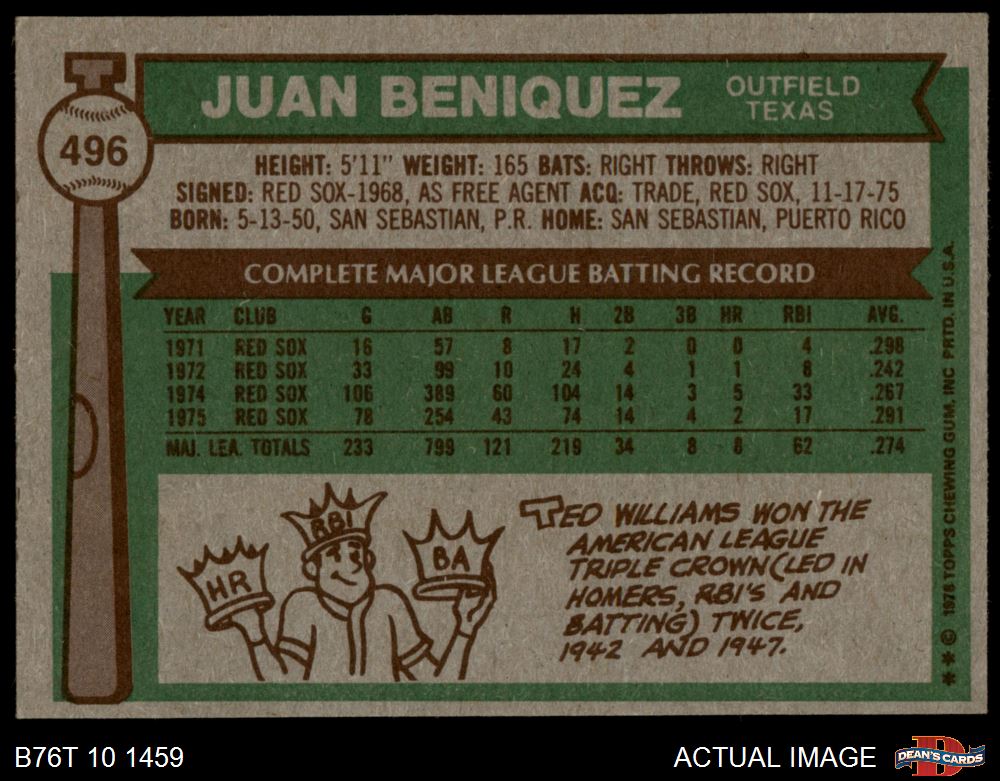 T
496
JUAN BENIQUEZ
OUTFIELD
TEXAS
HEIGHT: 5'11" WEIGHT: 165 BATS: RIGHT THROWS: RIGHT
SIGNED: RED SOX-1968, AS FREE AGENT ACQ: TRADE, RED SOX, 11-17-75
BORN: 5-13-50, SAN SEBASTIAN, P.R. HOME: SAN SEBASTIAN, PUERTO RICO
COMPLETE MAJOR LEAGUE BATTING RECORD
YEAR CLUB G AB R H 2B 3B HR RBI AVG.
1971 RED SOX 16 57 8 17 2 0 0 4 .298
1972 RED SOX 33 99 10 24 4 1 1 8 .242
1974 RED SOX 106 389 60 104 14 3 5 33 .267
1975 RED SOX 78 254 43 74 14 4 2 17 .291
MAJ. LEA. TOTALS 233 799 121 219 34 8 8 62 .274
HR
RBI
BA
TED WILLIAMS WON THE
AMERICAN LEAGUE
TRIPLE CROWN (LED IN
HOMERS, RBI'S AND
BATTING) TWICE,
1942 AND 1947.
** © 1976 TOPPS CHEWING GUM, INC PRTD. IN U.S.A.
B76T 10 1459
ACTUAL IMAGE
D
DEAN'S CARDS